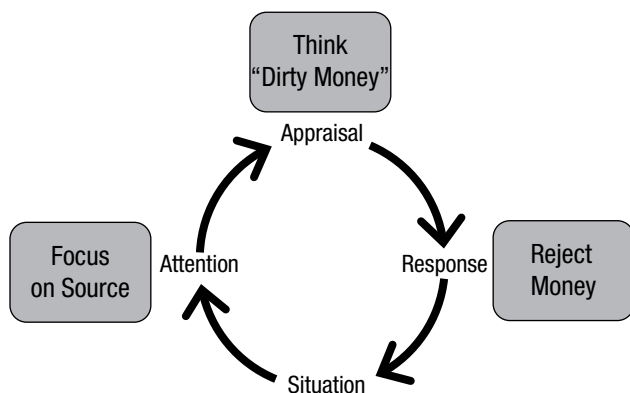 Think
“Dirty Money”
Appraisal
Focus
on Source
Attention
Response
Reject
Money
Situation